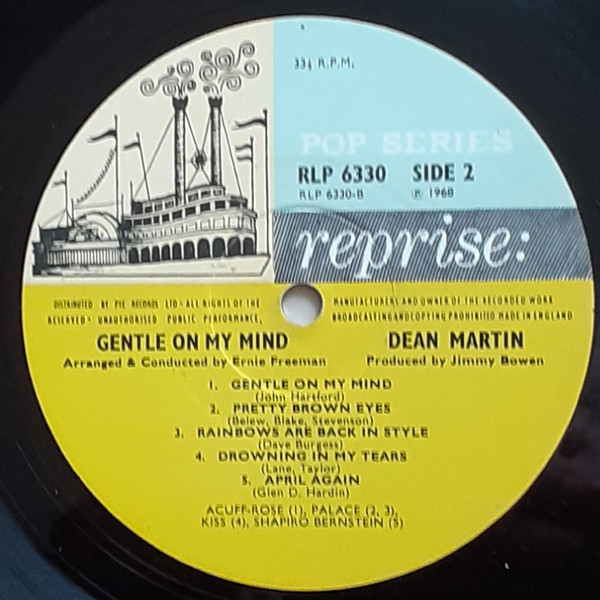 33⅓ R.P.M.
POP SERIES
RLP 6330 SIDE 2
RLP 6330-B ℗ 1968
reprise:
DISTRIBUTED BY PYE RECORDS LTD · ALL RIGHTS OF THE MANUFACTURERS AND OWNER OF THE RECORDED WORK
RESERVED · UNAUTHORISED PUBLIC PERFORMANCE, BROADCASTING AND COPYING PROHIBITED MADE IN ENGLAND
GENTLE ON MY MIND DEAN MARTIN
Arranged & Conducted by Ernie Freeman Produced by Jimmy Bowen
1. GENTLE ON MY MIND
(John Hartford)
2. PRETTY BROWN EYES
(Belew, Blake, Stevenson)
3. RAINBOWS ARE BACK IN STYLE
(Dave Burgess)
4. DROWNING IN MY TEARS
(Lane, Taylor)
5. APRIL AGAIN
(Glen D. Hardin)
ACUFF-ROSE (1), PALACE (2, 3),
KISS (4), SHAPIRO BERNSTEIN (5)